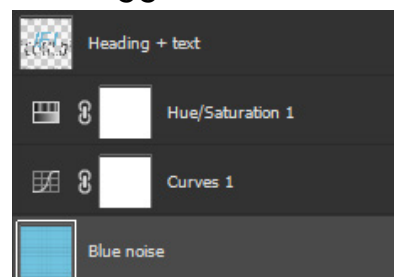 Heading + text
Hue/Saturation 1
Curves 1
Blue noise